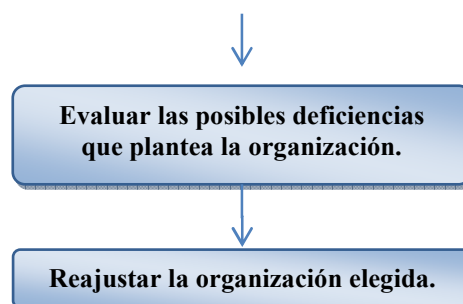 Evaluar las posibles deficiencias
que plantea la organización.
Reajustar la organización elegida.